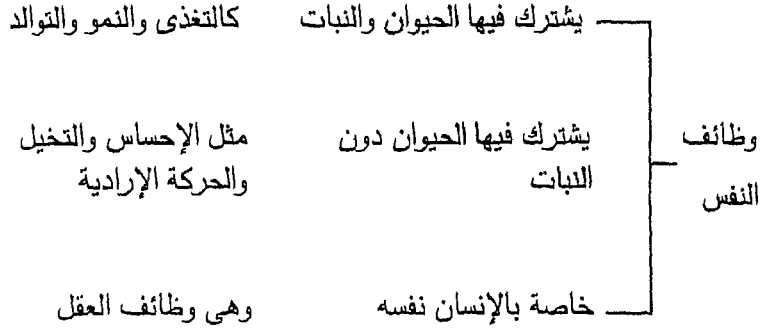 وظائف
النفس
يشترك فيها الحيوان والنبات
كالتغذى والنمو والتوالد
يشترك فيها الحيوان دون
النبات
مثل الإحساس والتخيل
والحركة الإرادية
خاصة بالإنسان نفسه
وهى وظائف العقل